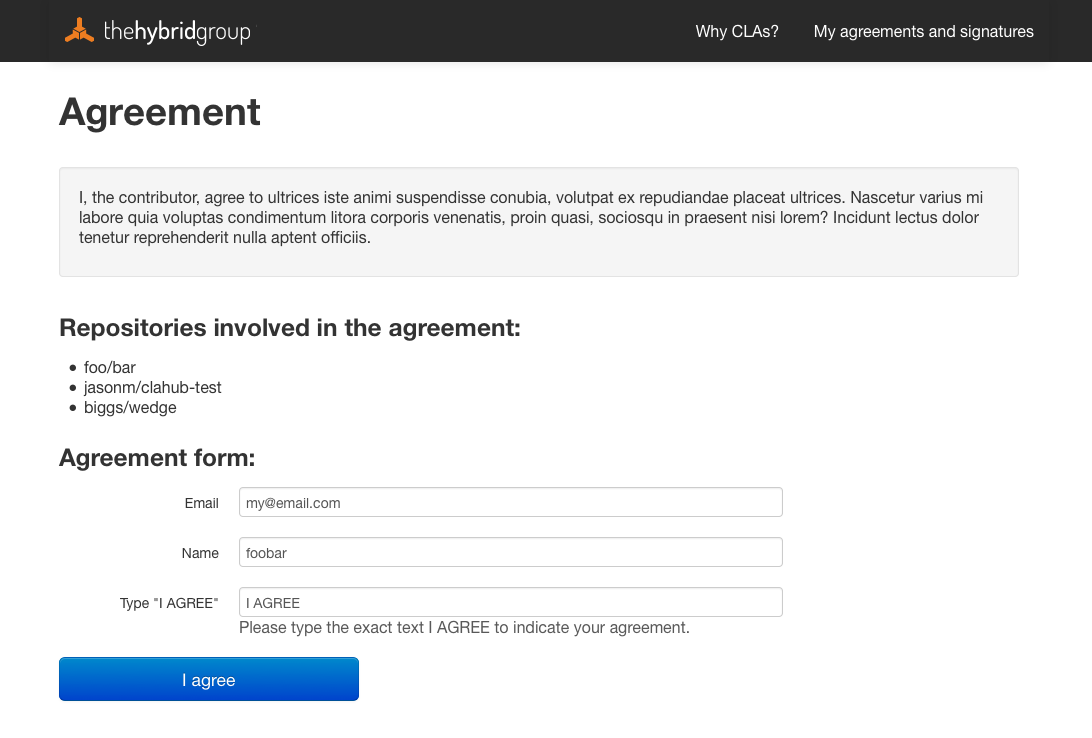 thehybridgroup
Why CLAs?
My agreements and signatures
Agreement
I, the contributor, agree to ultrices iste animi suspendisse conubia, volutpat ex repudiandae placeat ultrices. Nascetur varius mi
labore quia voluptas condimentum litora corporis venenatis, proin quasi, sociosqu in praesent nisi lorem? Incidunt lectus dolor
tenetur reprehenderit nulla aptent officiis.
Repositories involved in the agreement:
• foo/bar
• jasonm/clahub-test
• biggs/wedge
Agreement form:
Email my@email.com
Name foobar
Type "I AGREE" I AGREE
Please type the exact text I AGREE to indicate your agreement.
I agree